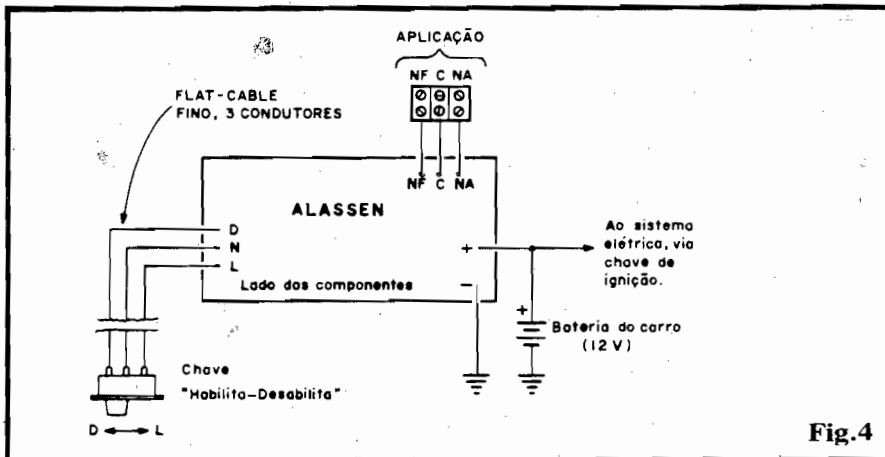 APLICAÇÃO
NF C NA
FLAT-CABLE
FINO, 3 CONDUTORES
NF C NA
ALASSEN
D
N
L
+
-
Lado dos componentes
Ao sistema
elétrica, via
chave de
ignição.
+
Bateria do carro
(12 V)
Chave
"Habilita-Desabilita"
D L
Fig.4